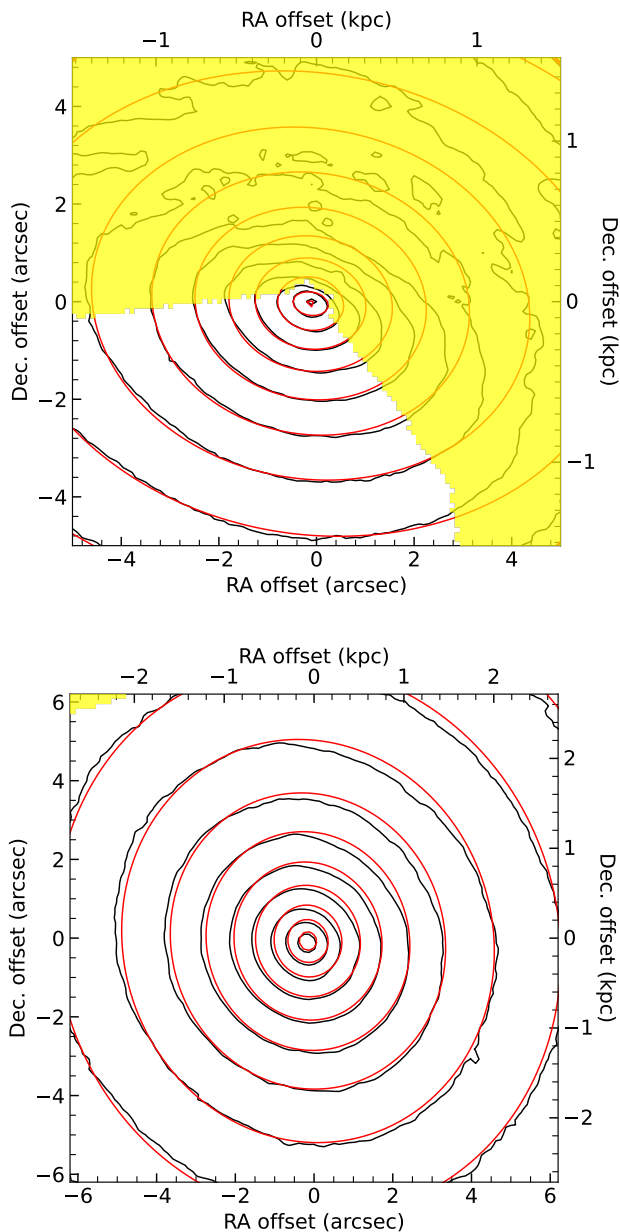 RA offset (kpc)
−1 0 1
4
2
0
−2
−4
1
0
−1
Dec. offset (arcsec)
Dec. offset (kpc)
−4 −2 0 2 4
RA offset (arcsec)
RA offset (kpc)
−2 −1 0 1 2
6
4
2
0
−2
−4
−6
2
1
0
−1
−2
Dec. offset (arcsec)
Dec. offset (kpc)
−6 −4 −2 0 2 4 6
RA offset (arcsec)